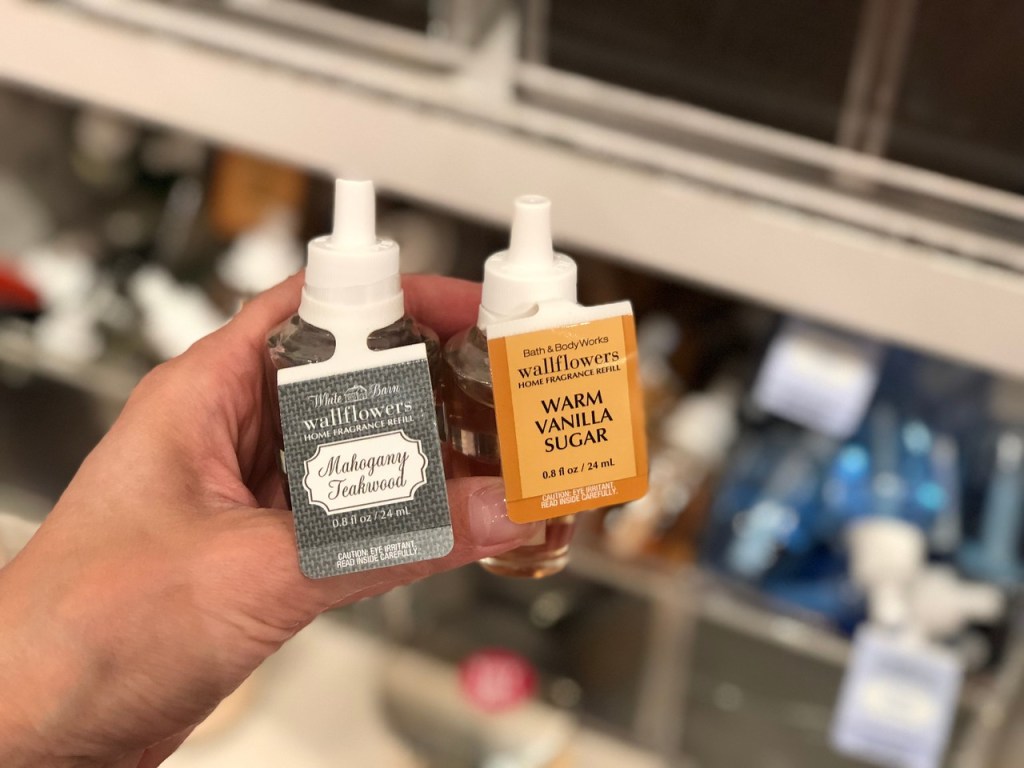 White Barn
wallflowers
HOME FRAGRANCE REFILL
Mahogany
Teakwood
0.8 fl oz / 24 mL
CAUTION: EYE IRRITANT.
READ INSIDE CAREFULLY.
Bath & BodyWorks
wallflowers
HOME FRAGRANCE REFILL
WARM
VANILLA
SUGAR
0.8 fl oz / 24 mL
CAUTION: EYE IRRITANT.
READ INSIDE CAREFULLY.